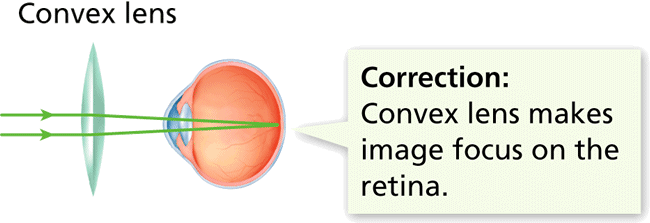 Convex lens
Correction:
Convex lens makes
image focus on the
retina.